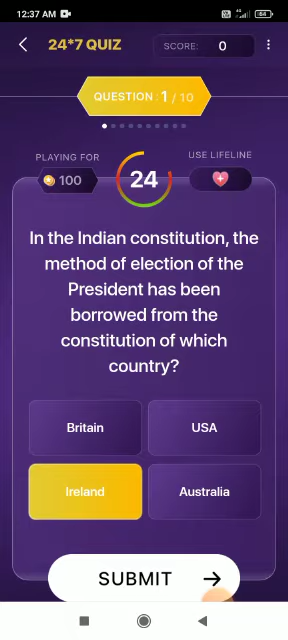 12:37 AM
64
24*7 QUIZ
SCORE: 0
QUESTION : 1 / 10
PLAYING FOR
100
24
USE LIFELINE
In the Indian constitution, the
method of election of the
President has been
borrowed from the
constitution of which
country?
Britain
USA
Ireland
Australia
SUBMIT